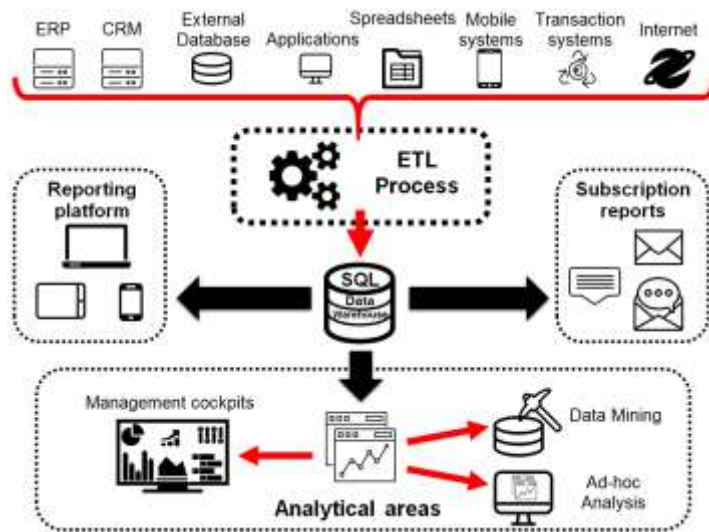 ERP
CRM
External
Database
Applications
Spreadsheets
Mobile
systems
Transaction
systems
Internet
ETL
Process
Reporting
platform
Subscription
reports
SQL
Data
Warehouse
Management cockpits
Data Mining
Ad-hoc
Analysis
Analytical areas